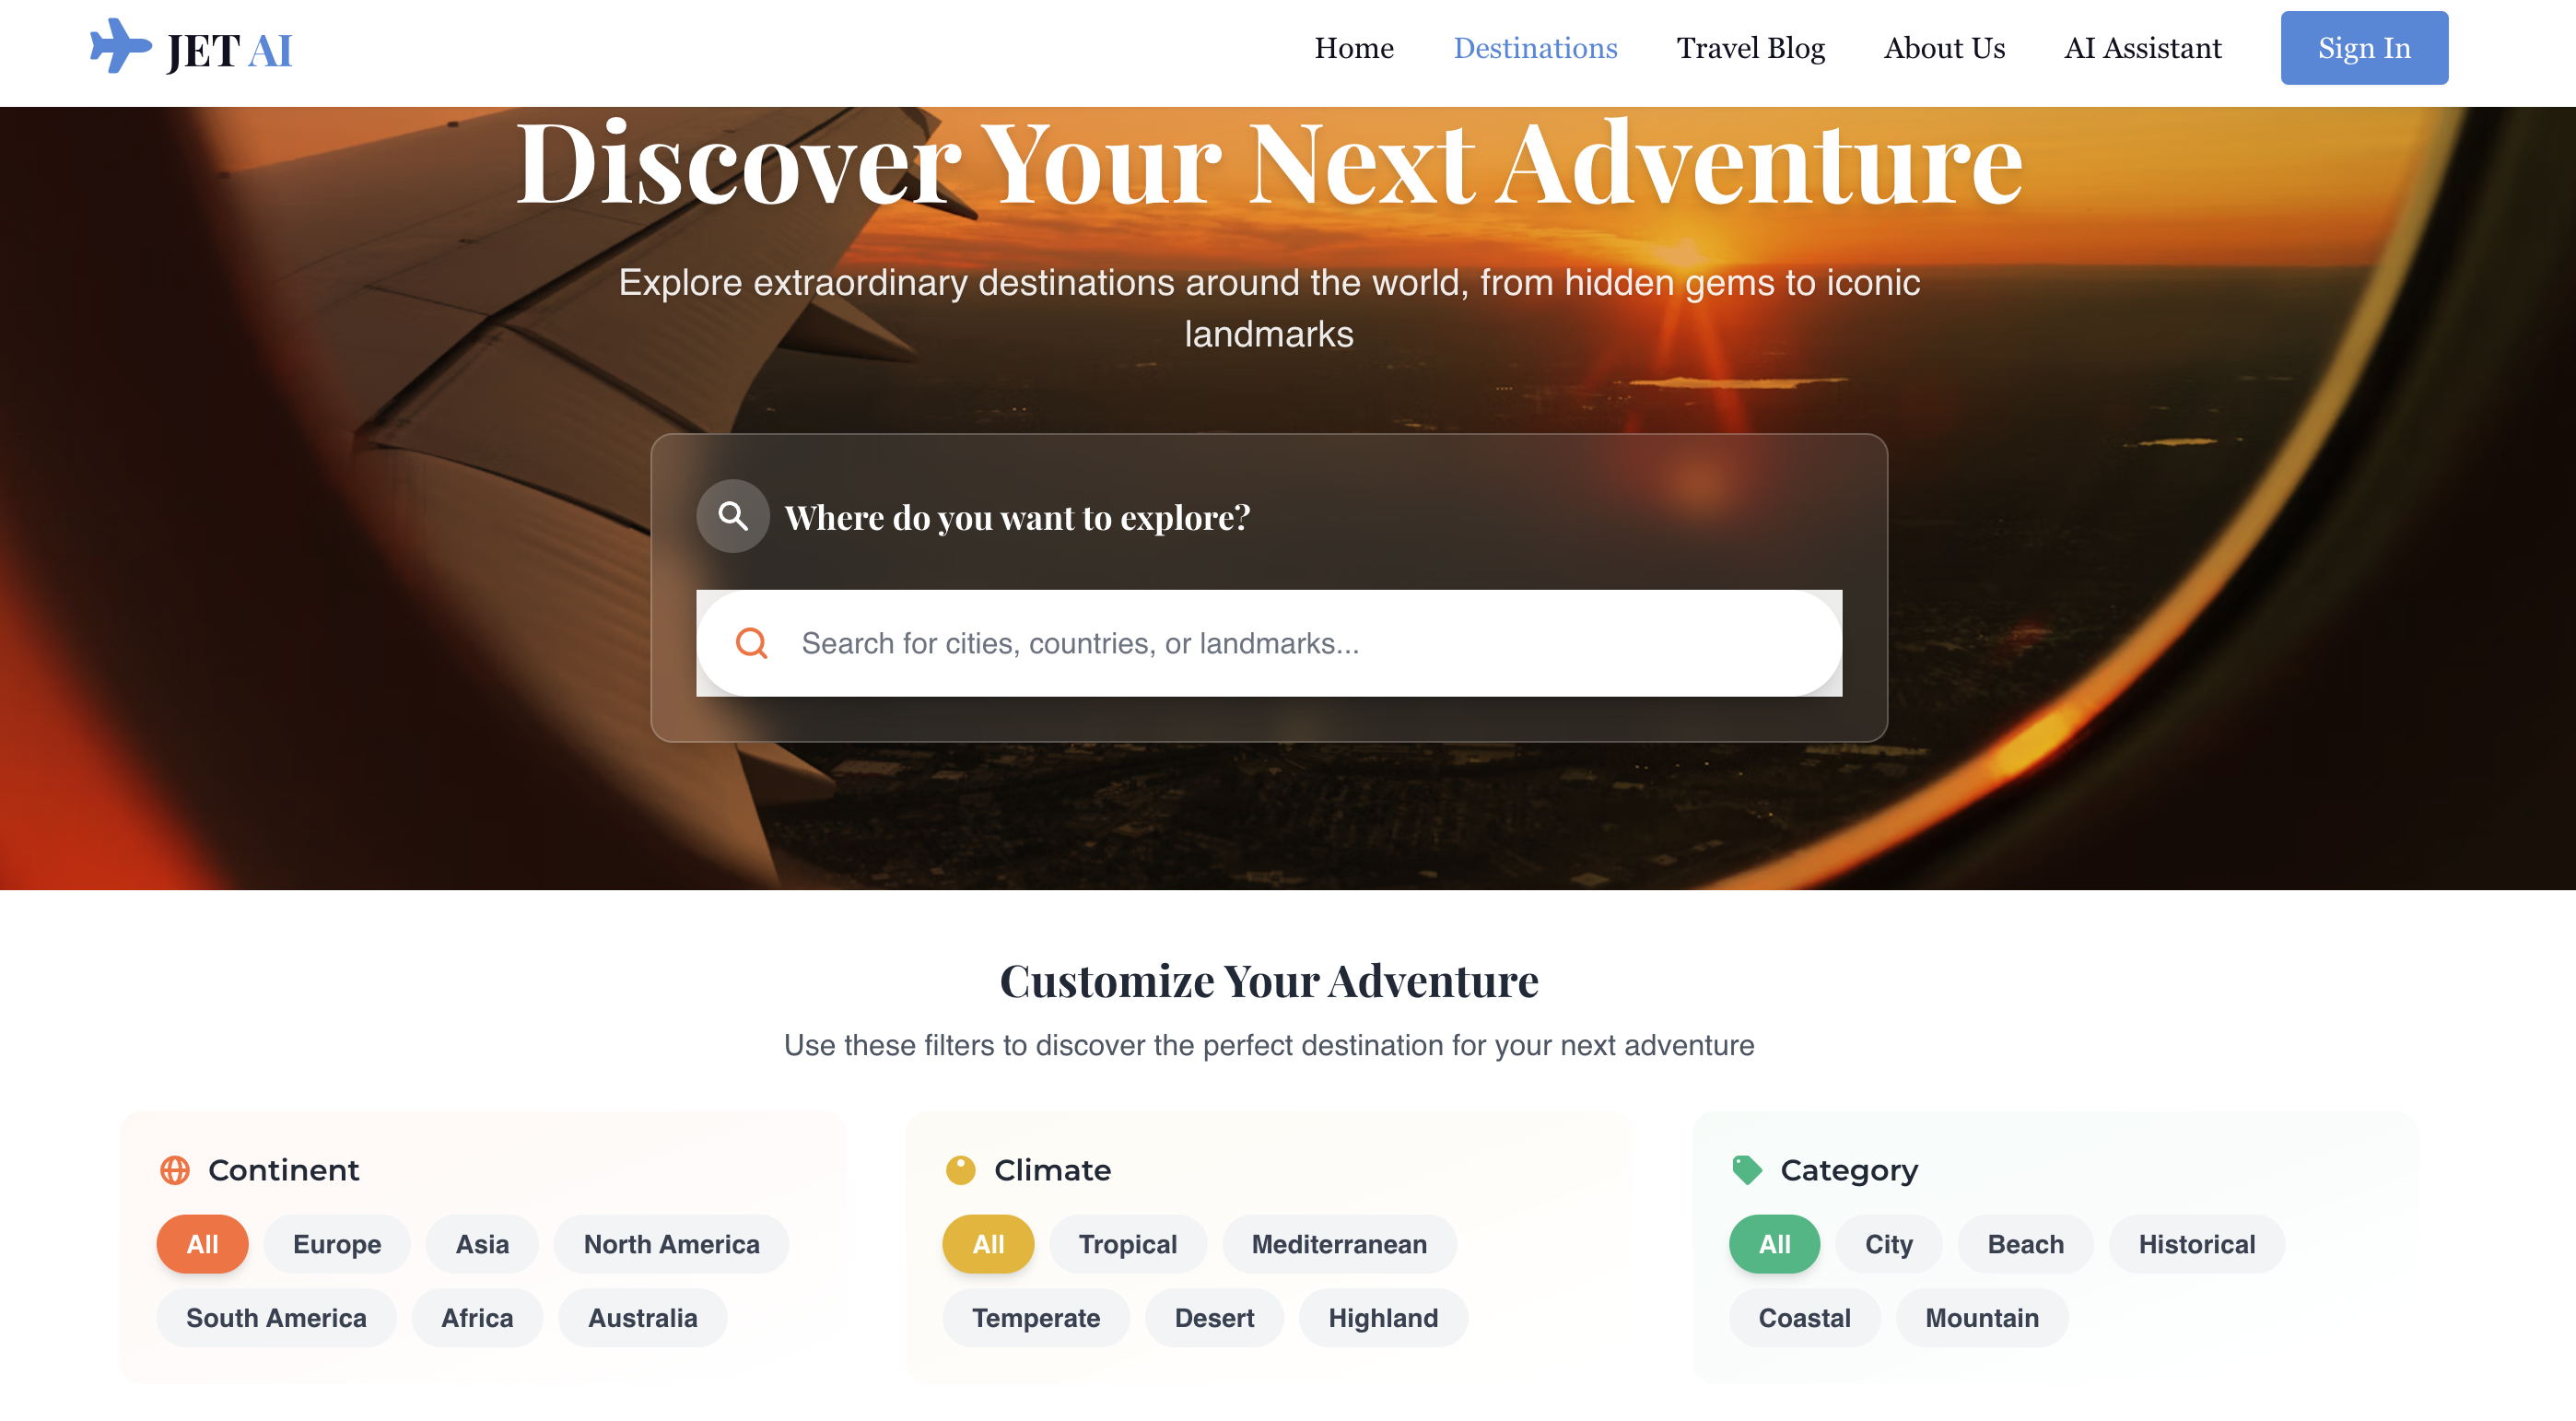 JET AI
Home
Destinations
Travel Blog
About Us
AI Assistant
Sign In
Discover Your Next Adventure
Explore extraordinary destinations around the world, from hidden gems to iconic
landmarks
Where do you want to explore?
Search for cities, countries, or landmarks...
Customize Your Adventure
Use these filters to discover the perfect destination for your next adventure
Continent
All
Europe
Asia
North America
South America
Africa
Australia
Climate
All
Tropical
Mediterranean
Temperate
Desert
Highland
Category
All
City
Beach
Historical
Coastal
Mountain